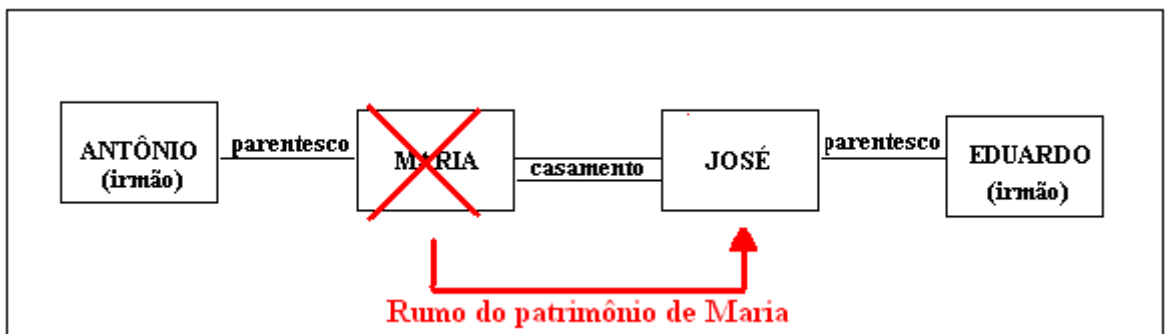 ANTÔNIO
(irmão)
parentesco
MARIA
casamento
JOSÉ
parentesco
EDUARDO
(irmão)
Rumo do patrimônio de Maria